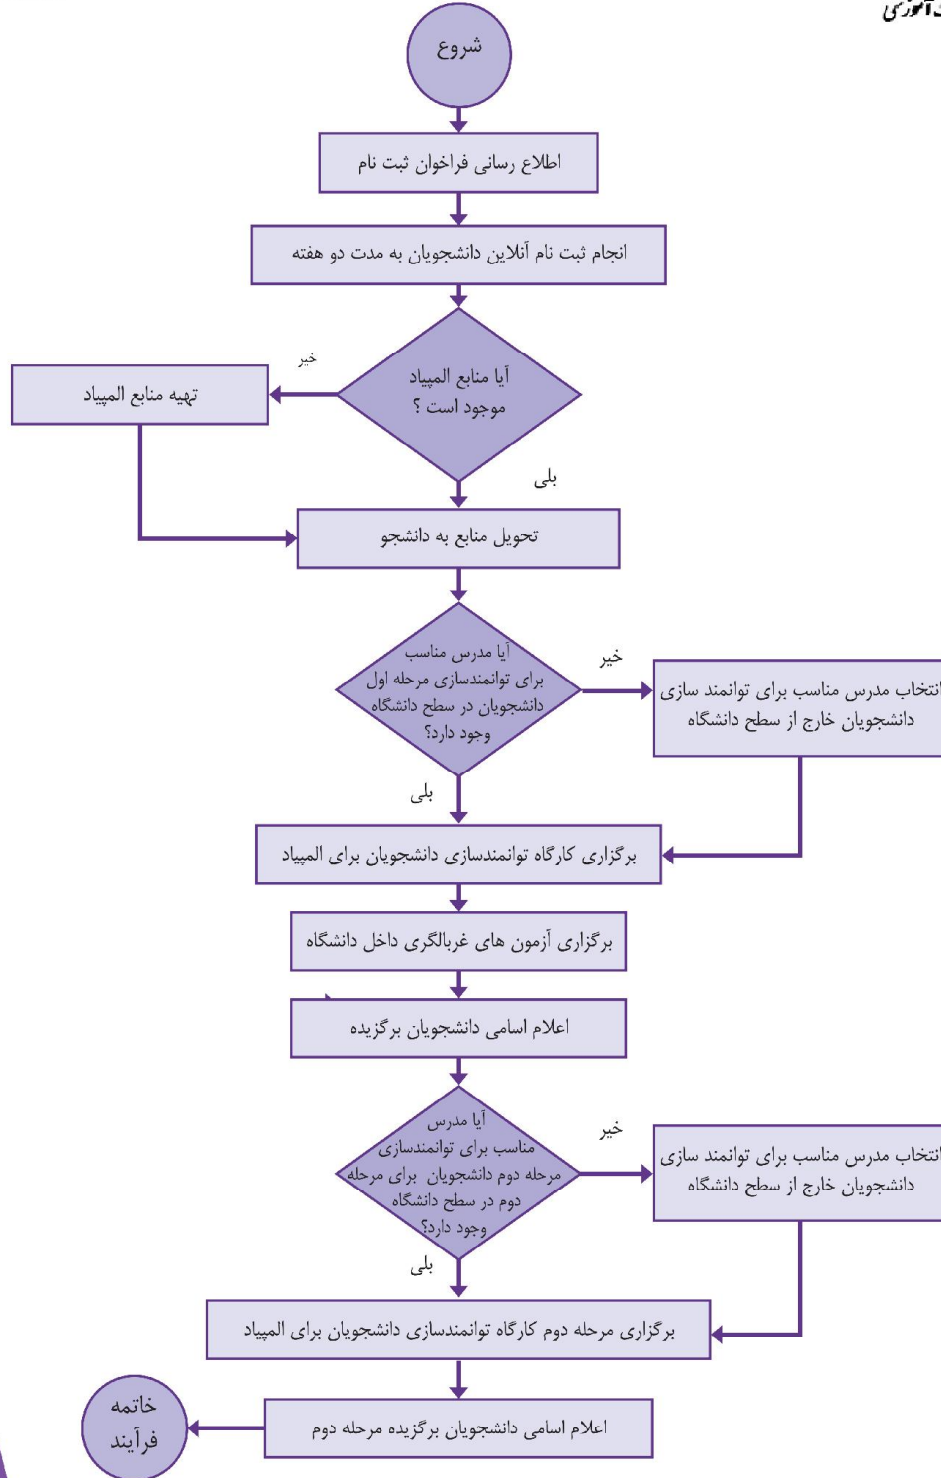 آموزشی
شروع
اطلاع رسانی فراخوان ثبت نام
انجام ثبت نام آنلاین دانشجویان به مدت دو هفته
آیا منابع المپیاد
موجود است ؟
خیر
تهیه منابع المپیاد
بلی
تحویل منابع به دانشجو
آیا مدرس مناسب
برای توانمندسازی مرحله اول
دانشجویان در سطح دانشگاه
وجود دارد؟
خیر
انتخاب مدرس مناسب برای توانمند سازی
دانشجویان خارج از سطح دانشگاه
بلی
برگزاری کارگاه توانمندسازی دانشجویان برای المپیاد
برگزاری آزمون های غربالگری داخل دانشگاه
اعلام اسامی دانشجویان برگزیده
آیا مدرس
مناسب برای توانمندسازی
مرحله دوم دانشجویان برای مرحله
دوم در سطح دانشگاه
وجود دارد؟
خیر
انتخاب مدرس مناسب برای توانمند سازی
دانشجویان خارج از سطح دانشگاه
بلی
برگزاری مرحله دوم کارگاه توانمندسازی دانشجویان برای المپیاد
اعلام اسامی دانشجویان برگزیده مرحله دوم
خاتمه
فرآیند